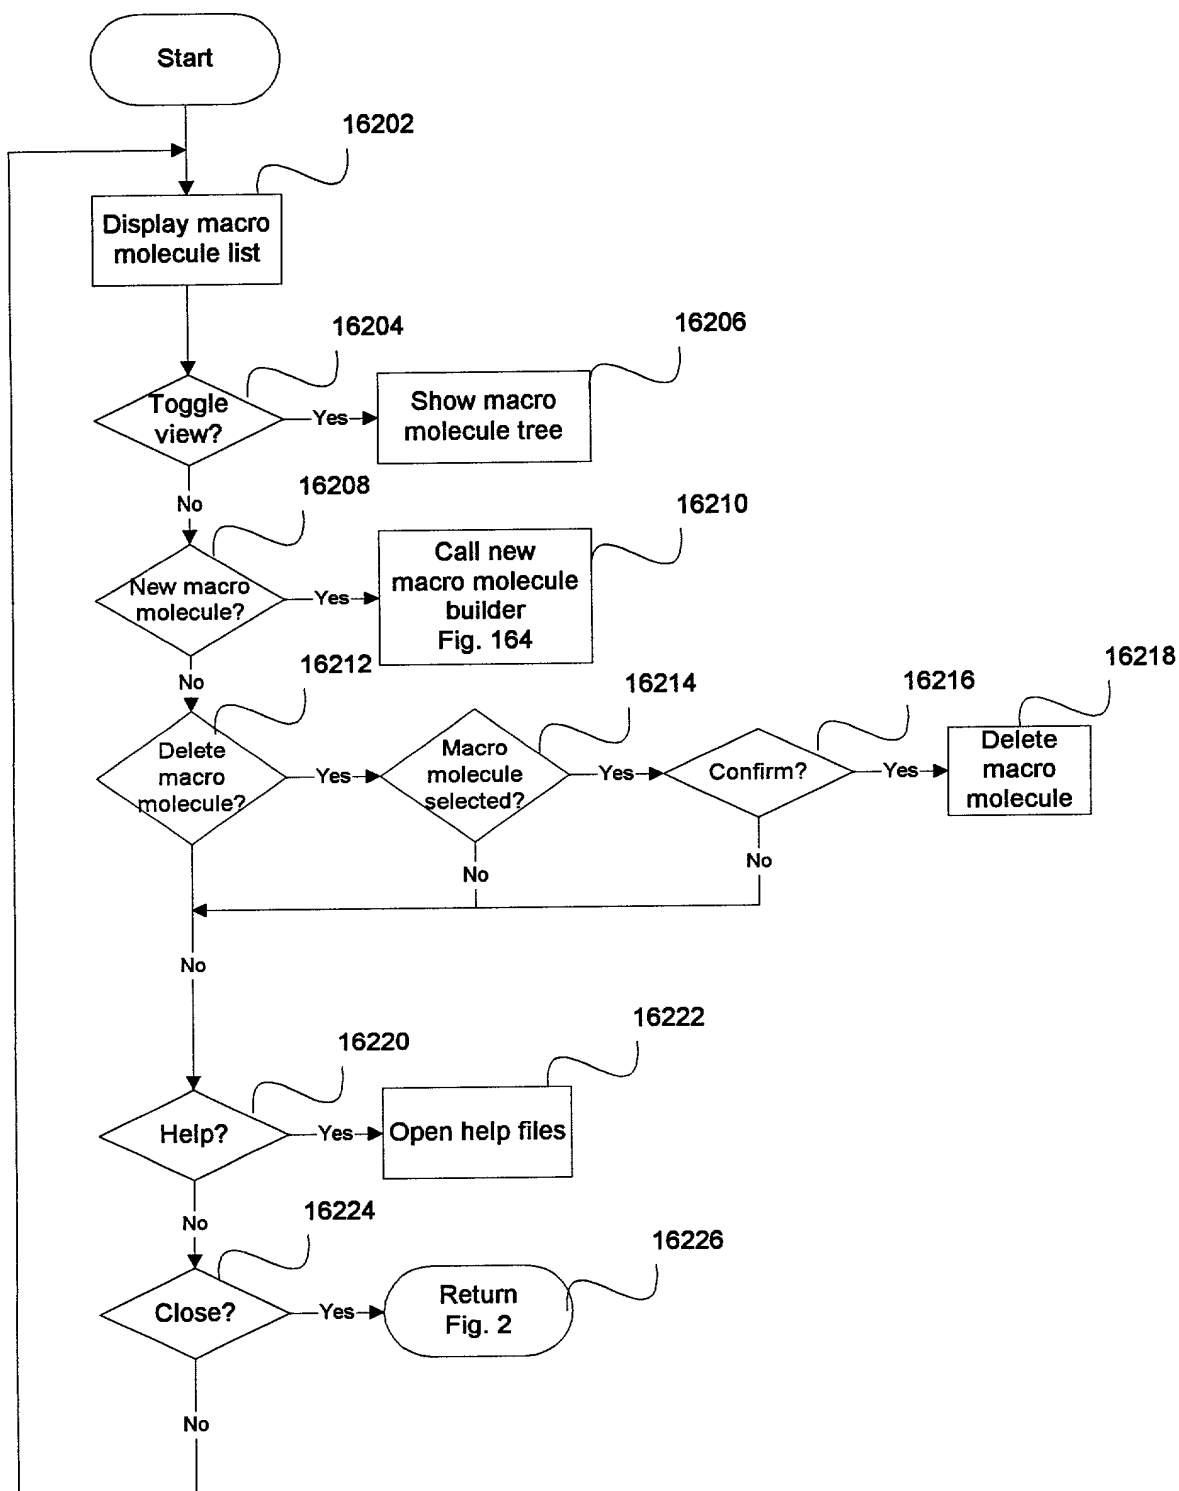 Start
16202
Display macro
molecule list
16204
16206
Toggle
view?
Yes
Show macro
molecule tree
No
16208
16210
New macro
molecule?
Yes
Call new
macro molecule
builder
Fig. 164
No
16212
16214
16216
16218
Delete
macro
molecule?
Yes
Macro
molecule
selected?
Yes
Confirm?
Yes
Delete
macro
molecule
No
No
No
16220
16222
Help?
Yes
Open help files
No
16224
16226
Close?
Yes
Return
Fig. 2
No